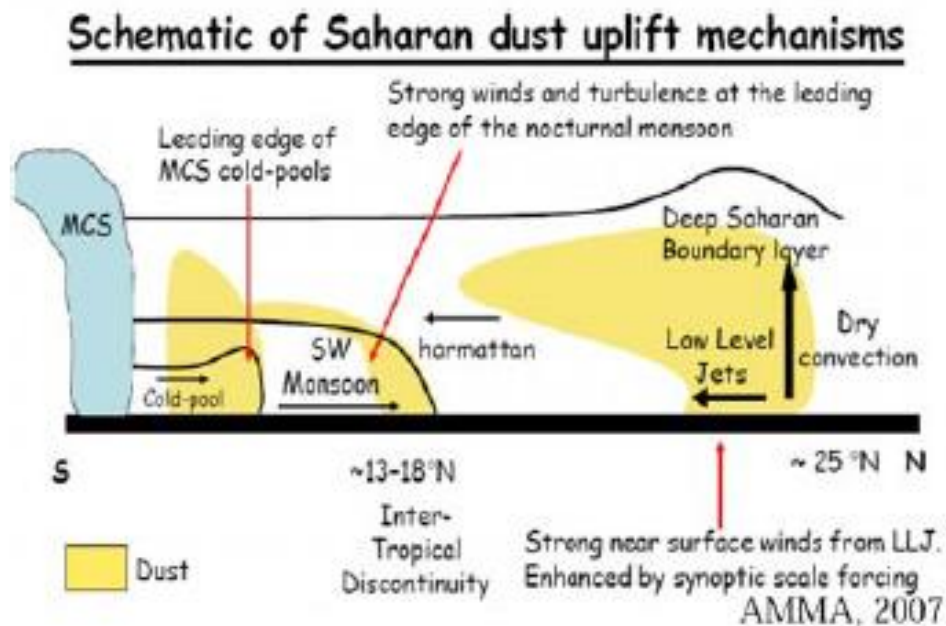 Schematic of Saharan dust uplift mechanisms
Strong winds and turbulence at the leading
edge of the nocturnal monsoon
Leading edge of
MCS cold-pools
MCS
Deep Saharan
Boundary layer
SW
Monsoon
harmattan
Low Level
Jets
Dry
convection
Cold-pool
S
~13-18°N
~ 25 °N N
Inter-
Tropical
Discontinuity
Strong near surface winds from LLJ.
Enhanced by synoptic scale forcing
Dust
AMMA, 2007